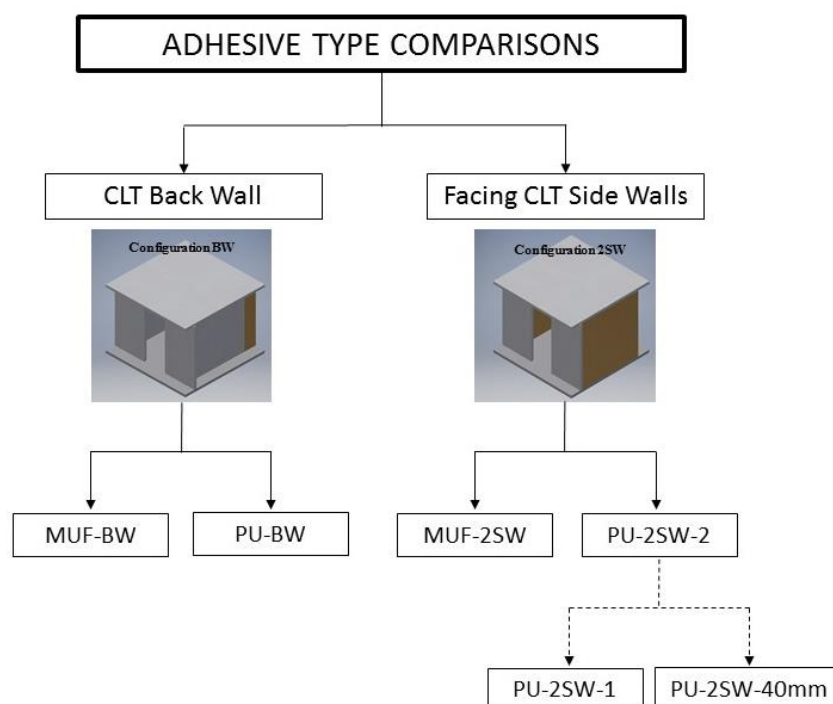 ADHESIVE TYPE COMPARISONS
CLT Back Wall
Facing CLT Side Walls
Configuration BW
Configuration 2SW
MUF-BW
PU-BW
MUF-2SW
PU-2SW-2
PU-2SW-1
PU-2SW-40mm